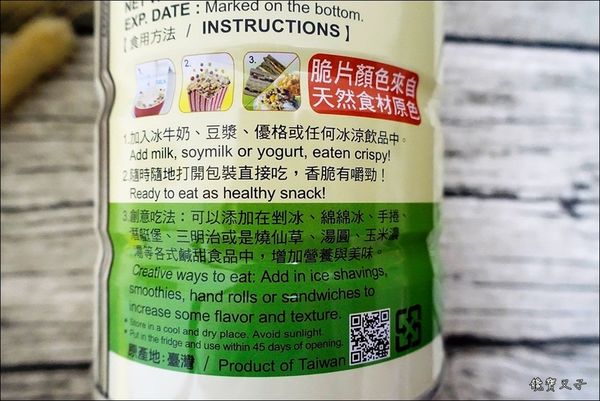 EXP. DATE : Marked on the bottom.
【食用方法 / INSTRUCTIONS】
1.
2.
3.
脆片顏色來自
天然食材原色
1.加入冰牛奶、豆漿、優格或任何冰涼飲品中。
Add milk, soymilk or yogurt, eaten crispy!
2.隨時隨地打開包裝直接吃，香脆有嚼勁！
Ready to eat as healthy snack!
3.創意吃法：可以添加在剉冰、綿綿冰、手捲、
潛艇堡、三明治或是燒仙草、湯圓、玉米濃
湯等各式鹹甜食品中，增加營養與美味。
Creative ways to eat: Add in ice shavings,
smoothies, hand rolls or sandwiches to
increase some flavor and texture.
● Store in a cool and dry place. Avoid sunlight.
● Put in the fridge and use within 45 days of opening.
原產地:臺灣 / Product of Taiwan